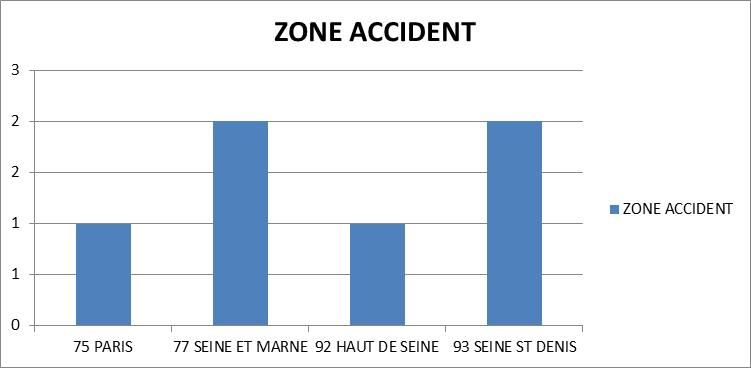 ZONE ACCIDENT
3
2
2
1
1
0
75 PARIS 77 SEINE ET MARNE 92 HAUT DE SEINE 93 SEINE ST DENIS
ZONE ACCIDENT